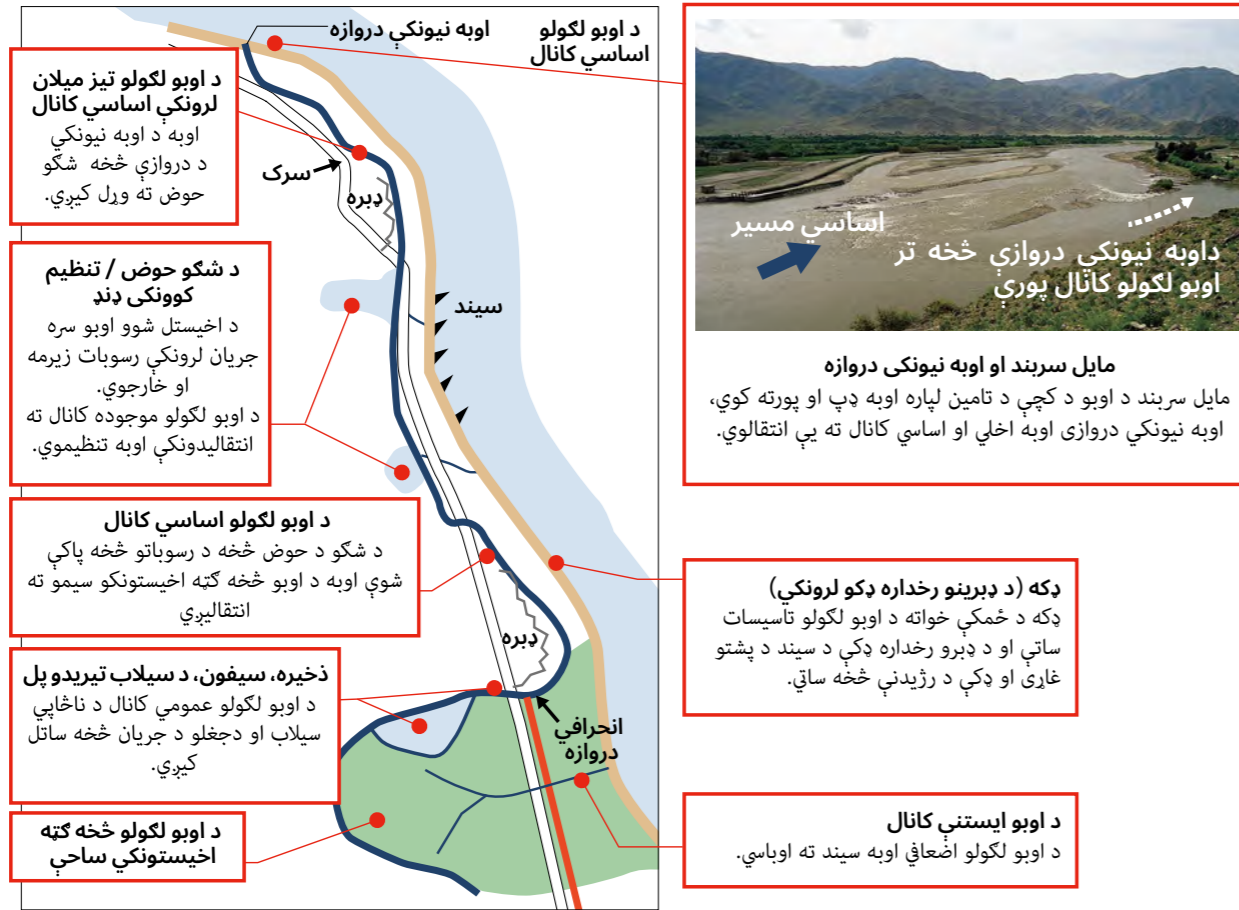 د اوبو لګولو
اساسي کانال
اوبه نیونکې دروازه
د اوبو لګولو تیز میلان
لرونکې اساسي کانال
اوبه د اوبه نیونکې
د دروازې څخه شګو
حوض ته وړل کیږي.
سرک
ډبره
د شګو حوض / تنظیم
کوونکی ډنډ
د اخیستل شوو اوبو سره
جریان لرونکې رسوبات زیرمه
او خارجوي.
د اوبو لګولو موجوده کانال ته
انتقالیدونکې اوبه تنظیموي.
سیند
د اوبو لګولو اساسي کانال
د شګو د حوض څخه د رسوباتو څخه پاکې
شوې اوبه د اوبو څخه ګټه اخیستونکو سیمو ته
انتقالیږي
ډبره
ذخیره، سیفون، د سیلاب تیریدو پل
د اوبو لګولو عمومي کانال د ناڅاپي
سیلاب او دجغلو د جریان څخه ساتل
کیږي.
انحرافي
دروازه
د اوبو لګولو څخه ګټه
اخیستونکي ساحې
اساسي مسیر
داوبه نیونکي دروازې څخه تر
اوبو لګولو کانال پورې
مایل سربند او اوبه نیونکی دروازه
مایل سربند د اوبو د کچې د تامین لپاره اوبه ډپ او پورته کوي،
اوبه نیونکي دروازی اوبه اخلي او اساسي کانال ته یې انتقالوي.
ډکه (د ډبرینو رخداره ډکو لرونکي)
ډکه د ځمکې خواته د اوبو لګولو تاسیسات
ساتې او د ډبرو رخداره ډکې د سیند د پشتو
غاړی او ډکې د رژیدنې څخه ساتي.
د اوبو ایستنې کانال
د اوبو لګولو اضعافي اوبه سیند ته اوباسي.